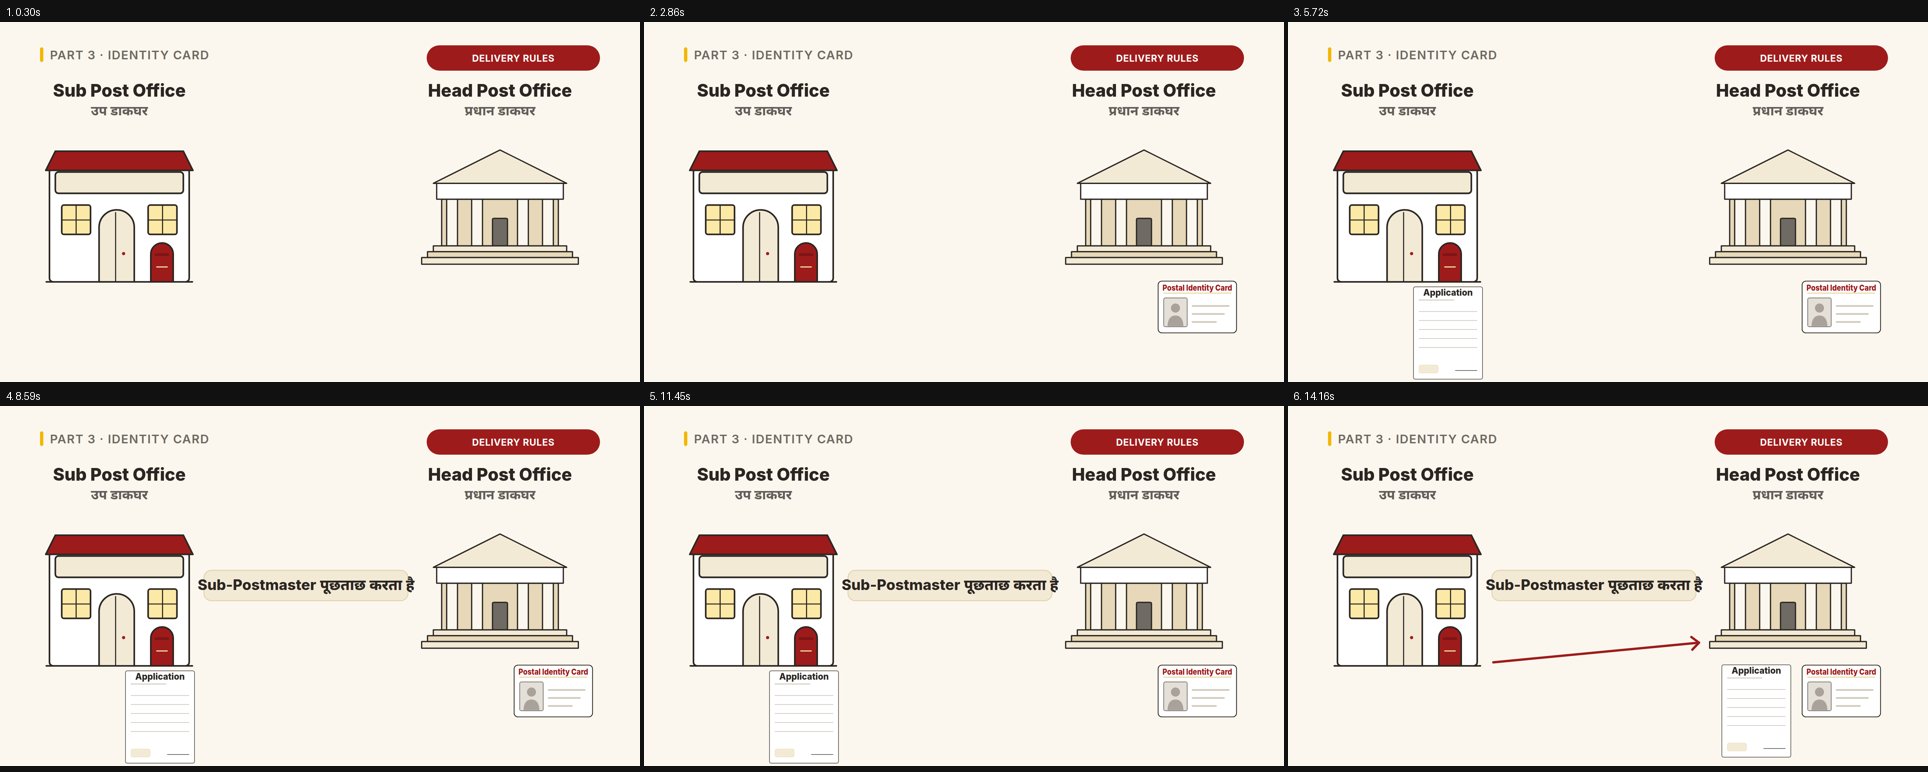 1. 0.30s
PART 3 · IDENTITY CARD
DELIVERY RULES
Sub Post Office
Head Post Office
उप डाकघर
प्रधान डाकघर
2. 2.86s
PART 3 · IDENTITY CARD
DELIVERY RULES
Sub Post Office
Head Post Office
उप डाकघर
प्रधान डाकघर
Postal Identity Card
3. 5.72s
PART 3 · IDENTITY CARD
DELIVERY RULES
Sub Post Office
Head Post Office
उप डाकघर
प्रधान डाकघर
Postal Identity Card
Application
4. 8.59s
PART 3 · IDENTITY CARD
DELIVERY RULES
Sub Post Office
Head Post Office
उप डाकघर
प्रधान डाकघर
Sub-Postmaster पूछताछ करता है
Postal Identity Card
Application
5. 11.45s
PART 3 · IDENTITY CARD
DELIVERY RULES
Sub Post Office
Head Post Office
उप डाकघर
प्रधान डाकघर
Sub-Postmaster पूछताछ करता है
Postal Identity Card
Application
6. 14.16s
PART 3 · IDENTITY CARD
DELIVERY RULES
Sub Post Office
Head Post Office
उप डाकघर
प्रधान डाकघर
Sub-Postmaster पूछताछ करता है
Application
Postal Identity Card